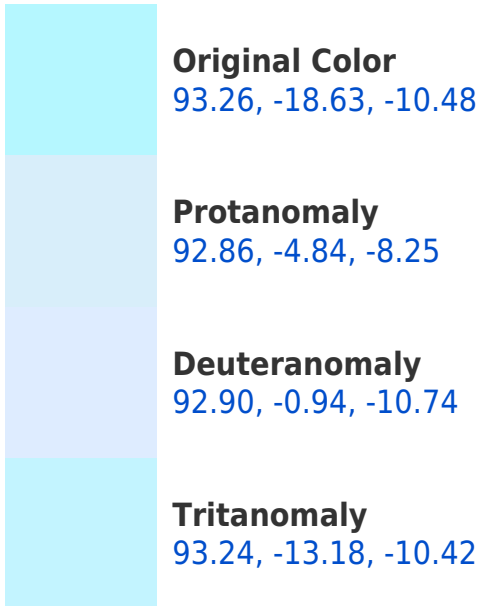 Original Color
93.26, -18.63, -10.48
Protanomaly
92.86, -4.84, -8.25
Deuteranomaly
92.90, -0.94, -10.74
Tritanomaly
93.24, -13.18, -10.42